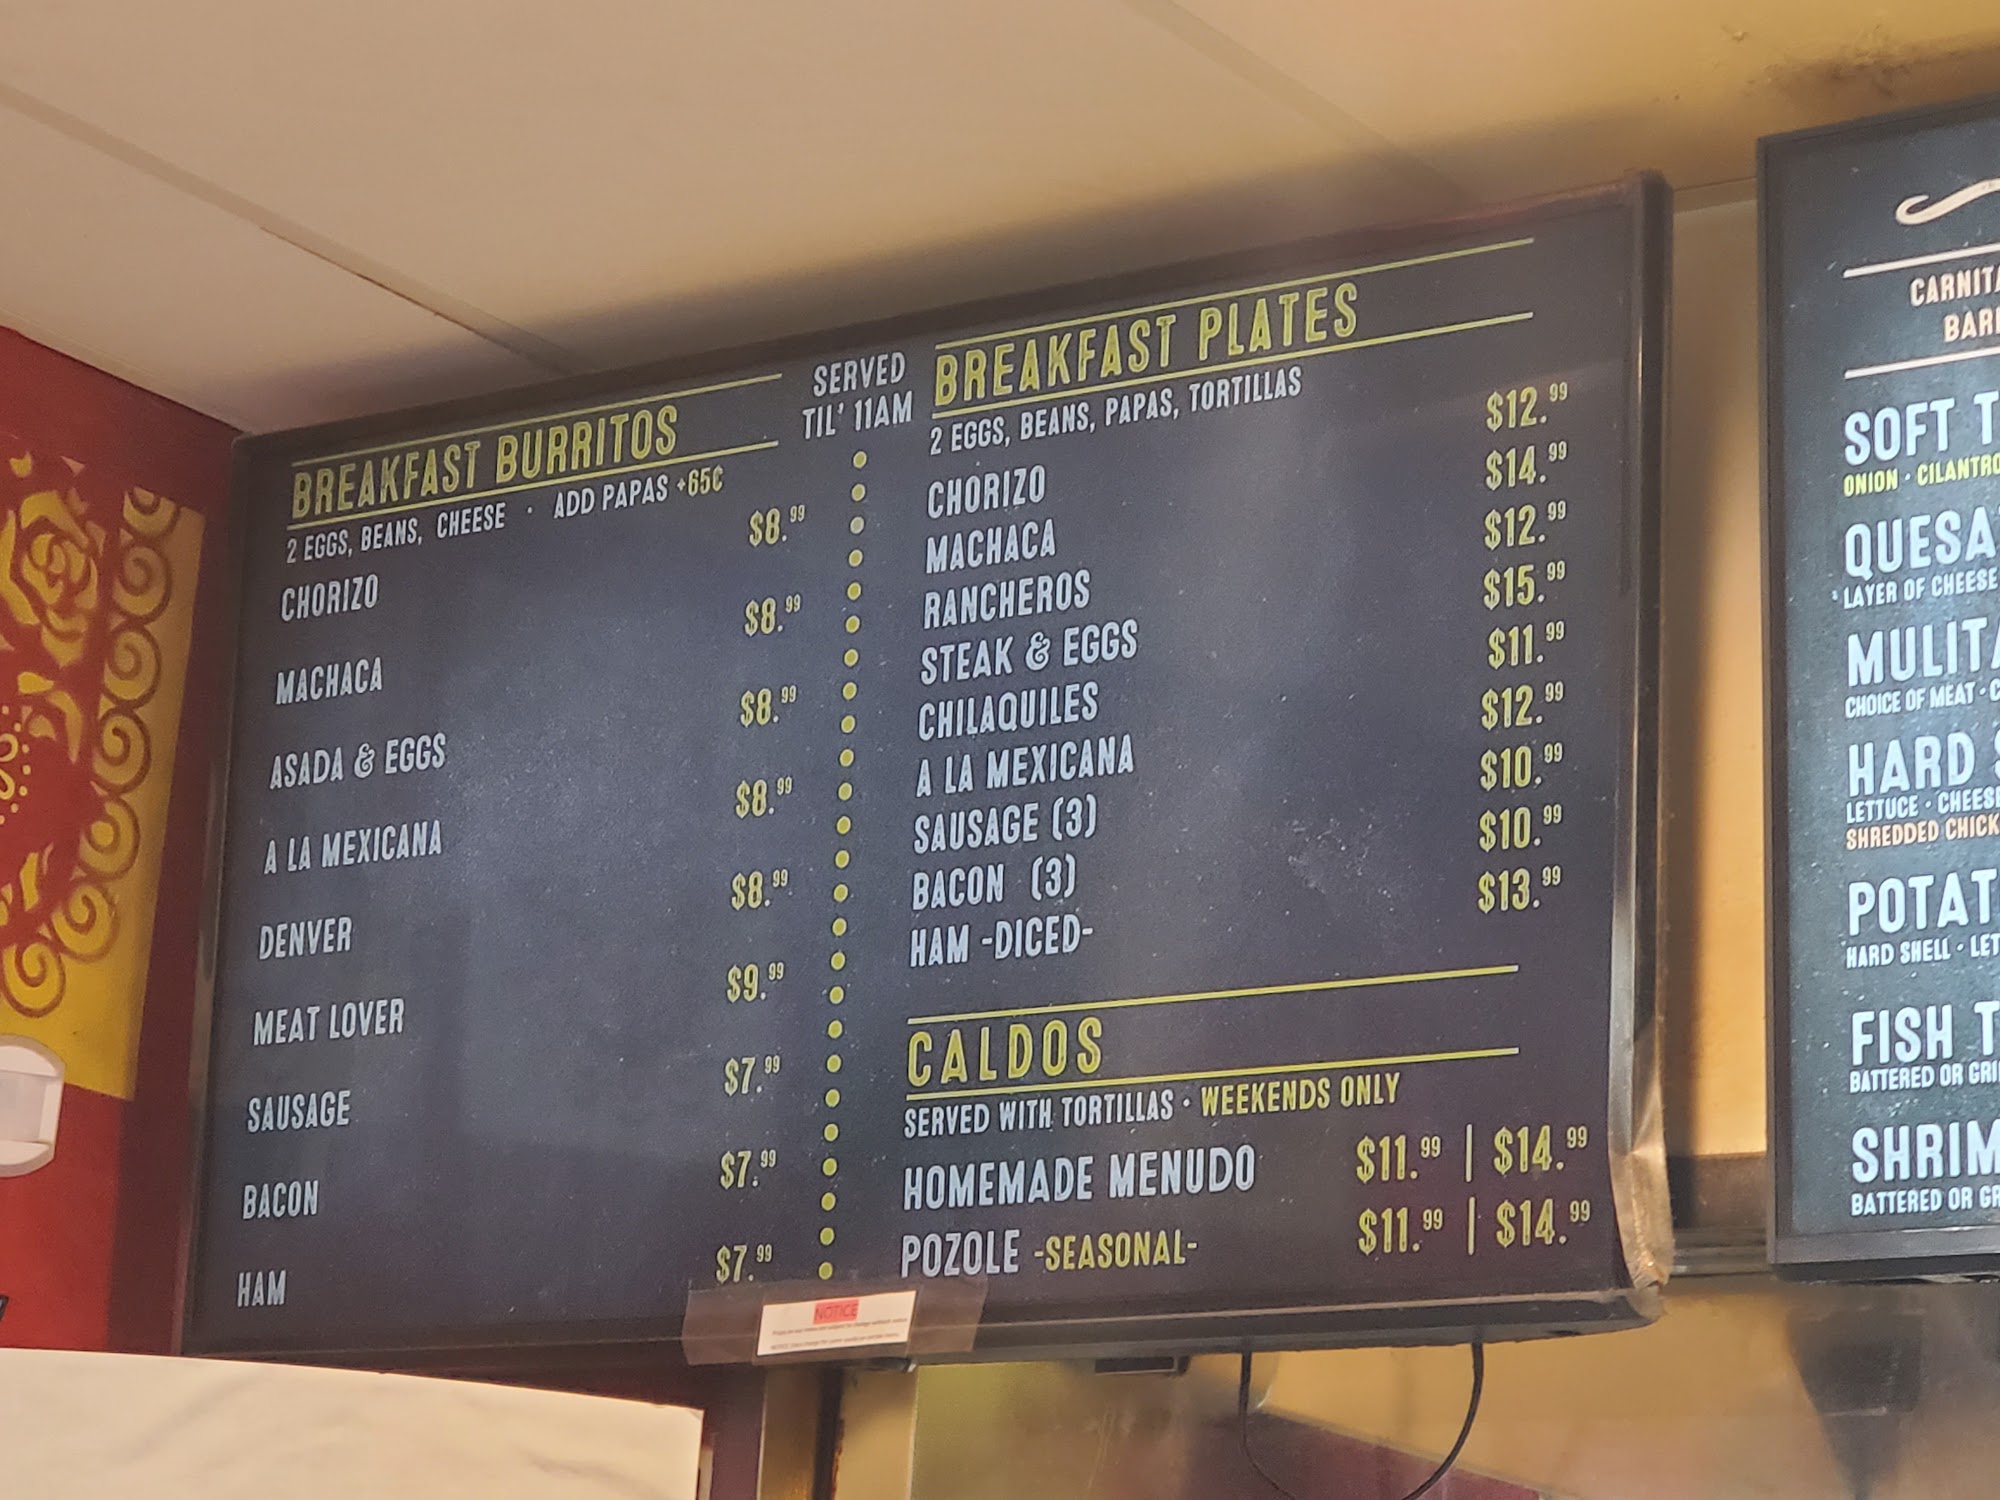 BREAKFAST BURRITOS
2 EGGS, BEANS, CHEESE · ADD PAPAS +65¢
CHORIZO $8.99
MACHACA $8.99
ASADA & EGGS $8.99
A LA MEXICANA $8.99
DENVER $8.99
MEAT LOVER $9.99
SAUSAGE $7.99
BACON $7.99
HAM $7.99
SERVED
TIL' 11AM
BREAKFAST PLATES
2 EGGS, BEANS, PAPAS, TORTILLAS
CHORIZO $12.99
MACHACA $14.99
RANCHEROS $12.99
STEAK & EGGS $15.99
CHILAQUILES $11.99
A LA MEXICANA $12.99
SAUSAGE (3) $10.99
BACON (3) $10.99
HAM -DICED- $13.99
CALDOS
SERVED WITH TORTILLAS · WEEKENDS ONLY
HOMEMADE MENUDO $11.99 | $14.99
POZOLE -SEASONAL- $11.99 | $14.99
NOTICE
CARNITA
BAR
SOFT T
ONION · CILANTRO
QUESA
LAYER OF CHEESE
MULITA
CHOICE OF MEAT · C
HARD S
LETTUCE · CHEESE
SHREDDED CHICK
POTAT
HARD SHELL · LET
FISH T
BATTERED OR GRI
SHRIM
BATTERED OR GR